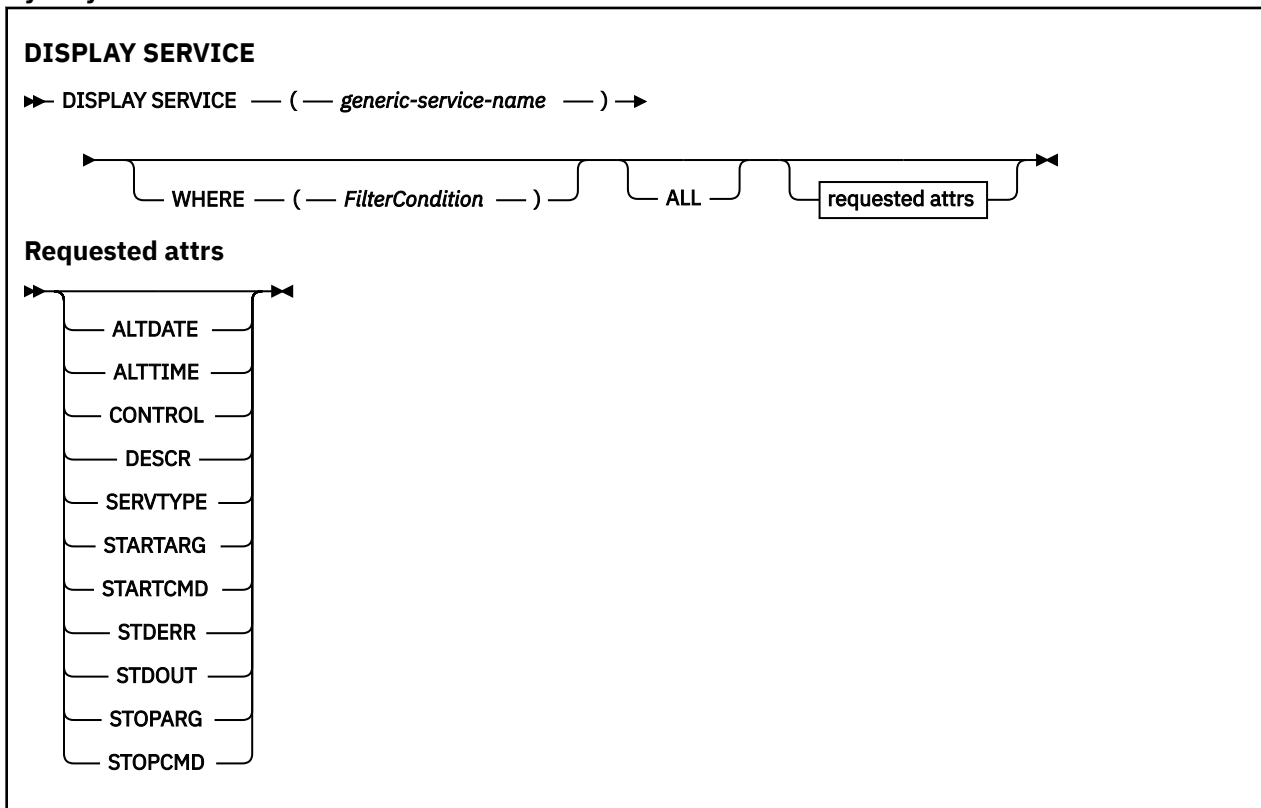 DISPLAY SERVICE
DISPLAY SERVICE ( generic-service-name )
WHERE ( FilterCondition ) ALL requested attrs
Requested attrs
ALTDATE
ALTTIME
CONTROL
DESCR
SERVTYPE
STARTARG
STARTCMD
STDERR
STDOUT
STOPARG
STOPCMD